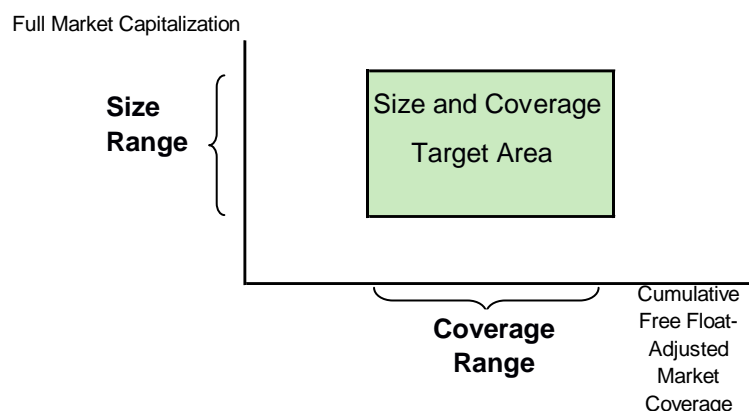 Full Market Capitalization
Size
Range
Size and Coverage
Target Area
Coverage
Range
Cumulative
Free Float-
Adjusted
Market
Coverage